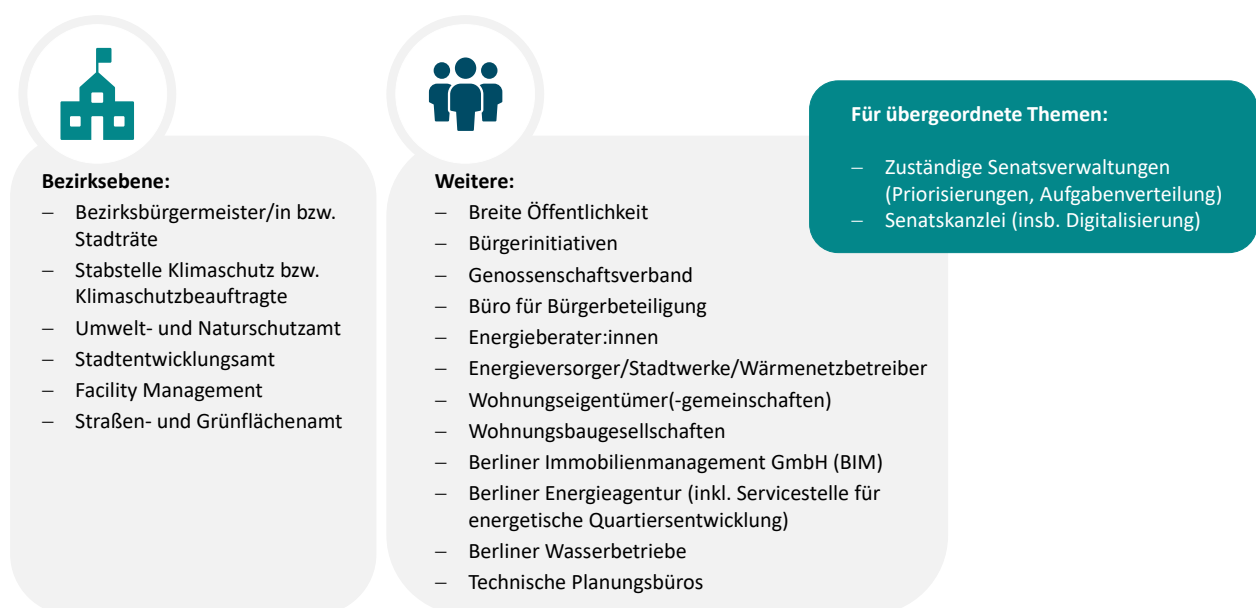 Bezirksebene:
– Bezirksbürgermeister/in bzw.
Stadträte
– Stabstelle Klimaschutz bzw.
Klimaschutzbeauftragte
– Umwelt- und Naturschutzamt
– Stadtentwicklungsamt
– Facility Management
– Straßen- und Grünflächenamt
Weitere:
– Breite Öffentlichkeit
– Bürgerinitiativen
– Genossenschaftsverband
– Büro für Bürgerbeteiligung
– Energieberater:innen
– Energieversorger/Stadtwerke/Wärmenetzbetreiber
– Wohnungseigentümer(-gemeinschaften)
– Wohnungsbaugesellschaften
– Berliner Immobilienmanagement GmbH (BIM)
– Berliner Energieagentur (inkl. Servicestelle für
energetische Quartiersentwicklung)
– Berliner Wasserbetriebe
– Technische Planungsbüros
Für übergeordnete Themen:
– Zuständige Senatsverwaltungen
(Priorisierungen, Aufgabenverteilung)
– Senatskanzlei (insb. Digitalisierung)